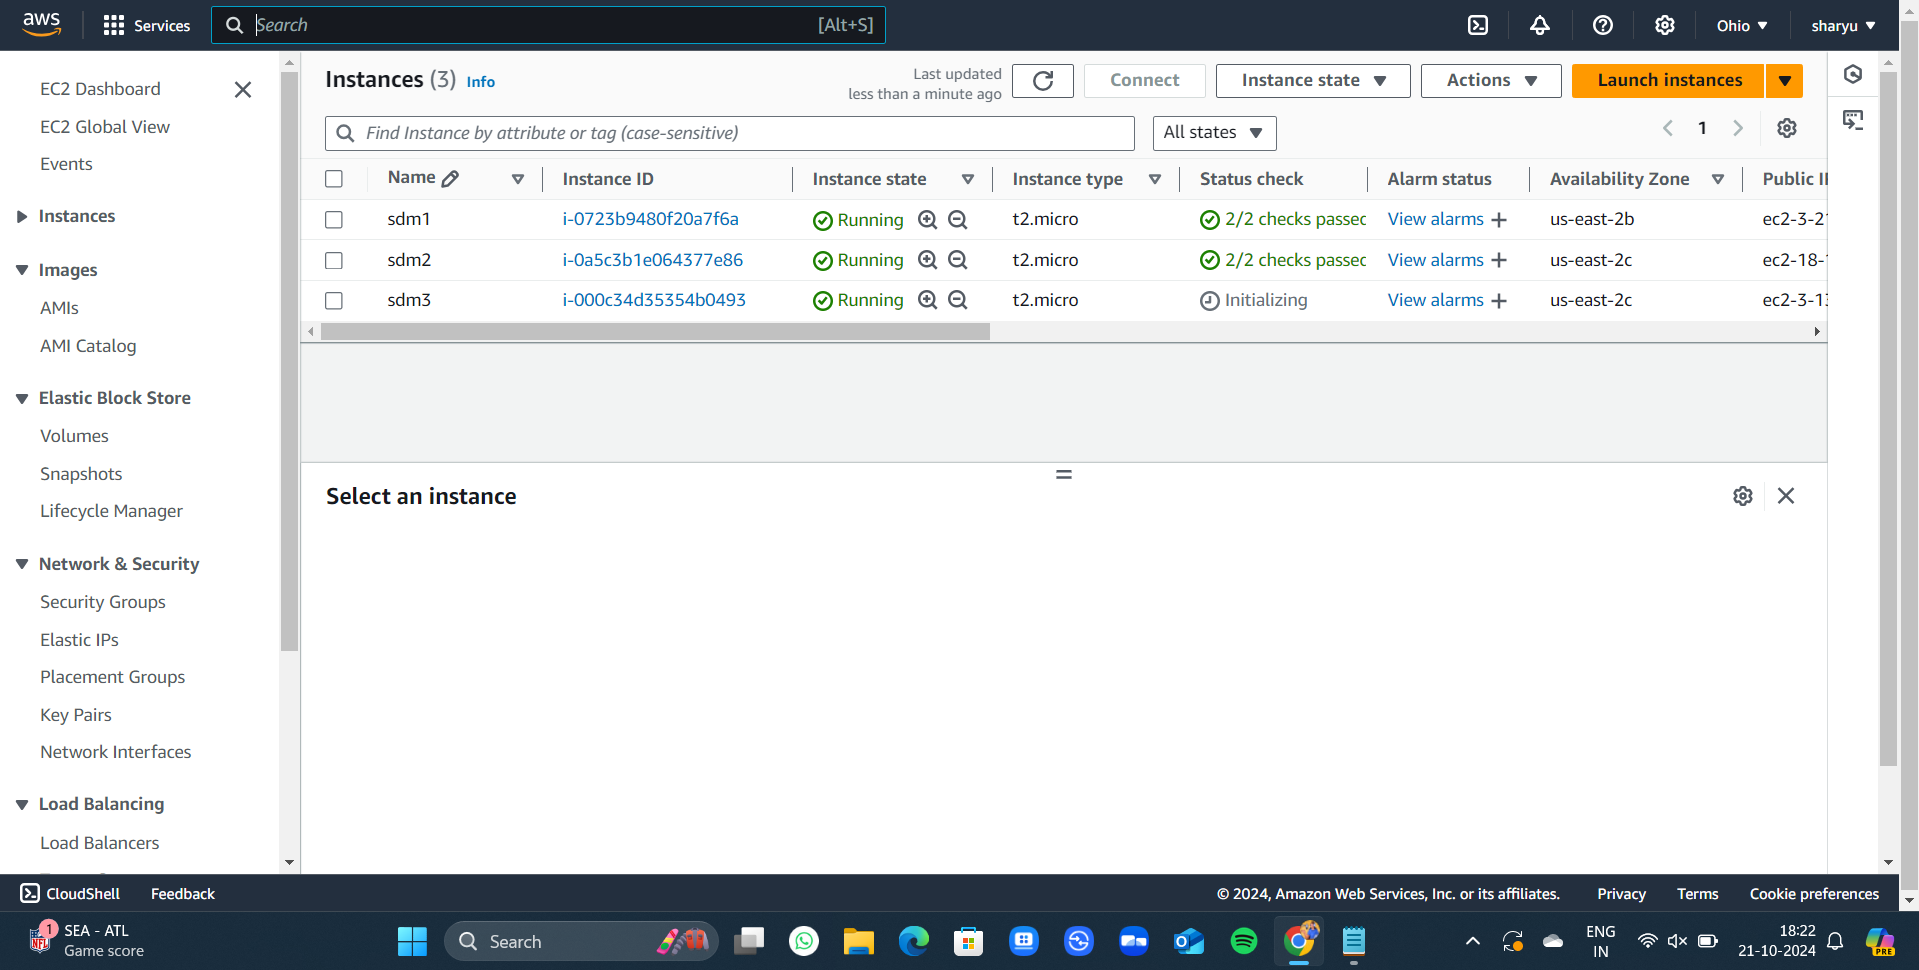 aws
Services
Search [Alt+S]
Ohio
sharyu
EC2 Dashboard
EC2 Global View
Events
Instances
Images
AMIs
AMI Catalog
Elastic Block Store
Volumes
Snapshots
Lifecycle Manager
Network & Security
Security Groups
Elastic IPs
Placement Groups
Key Pairs
Network Interfaces
Load Balancing
Load Balancers
Instances (3) Info
Last updated
less than a minute ago
Connect
Instance state
Actions
Launch instances
Find Instance by attribute or tag (case-sensitive)
All states
1
Name Instance ID Instance state Instance type Status check Alarm status Availability Zone Public
sdm1 i-0723b9480f20a7f6a Running t2.micro 2/2 checks passed View alarms + us-east-2b ec2-3-21
sdm2 i-0a5c3b1e064377e86 Running t2.micro 2/2 checks passed View alarms + us-east-2c ec2-18-
sdm3 i-000c34d35354b0493 Running t2.micro Initializing View alarms + us-east-2c ec2-3-13
Select an instance
CloudShell Feedback
© 2024, Amazon Web Services, Inc. or its affiliates. Privacy Terms Cookie preferences
1
NFL
SEA - ATL
Game score
Search
ENG
IN
18:22
21-10-2024
PRE